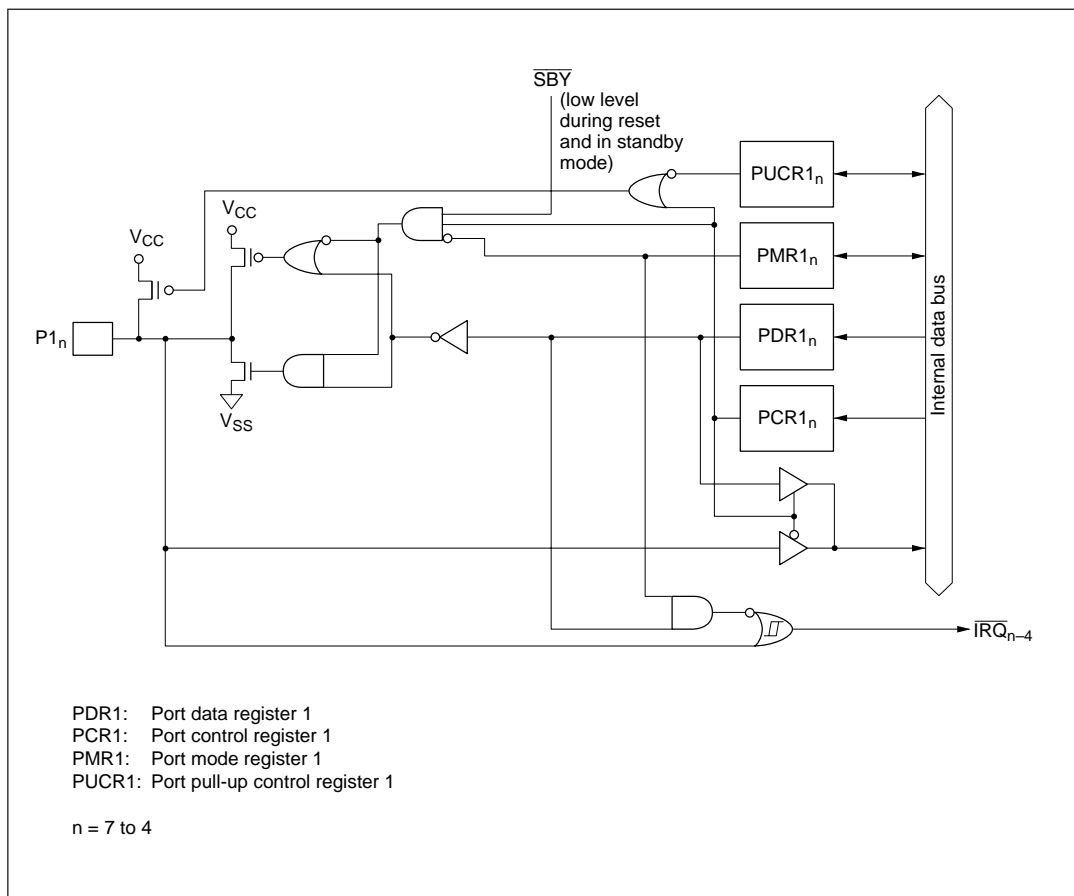 SBY
(low level
during reset
and in standby
mode)
PUCR1n
VCC
VCC
PMR1n
P1n
PDR1n
Internal data bus
PCR1n
VSS
IRQn–4
PDR1: Port data register 1
PCR1: Port control register 1
PMR1: Port mode register 1
PUCR1: Port pull-up control register 1
n = 7 to 4